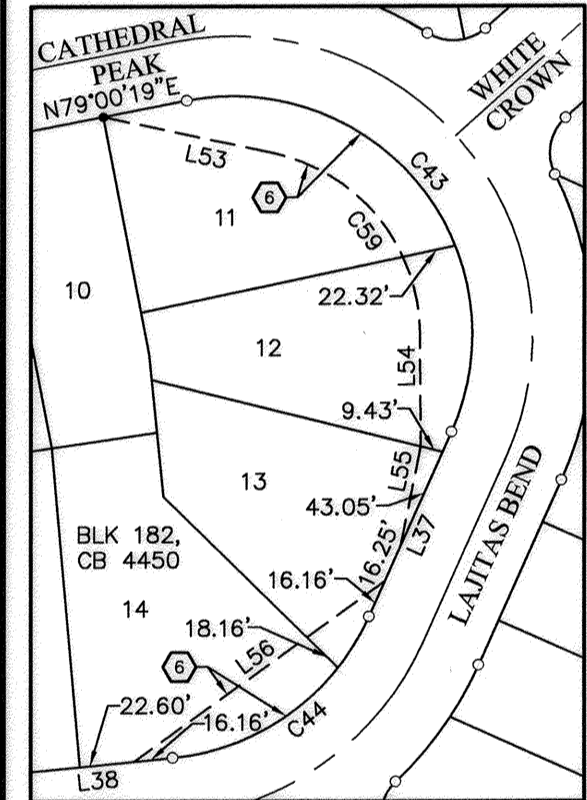 CATHEDRAL
PEAK
N79°00'19"E
WHITE
CROWN
L53
C43
6
11
C59
10
22.32'
12
L54
9.43'
L55
13
43.05'
L37
LAJITAS BEND
BLK 182,
CB 4450
16.25'
16.16'
14
18.16'
6
L56
22.60'
16.16'
C44
L38